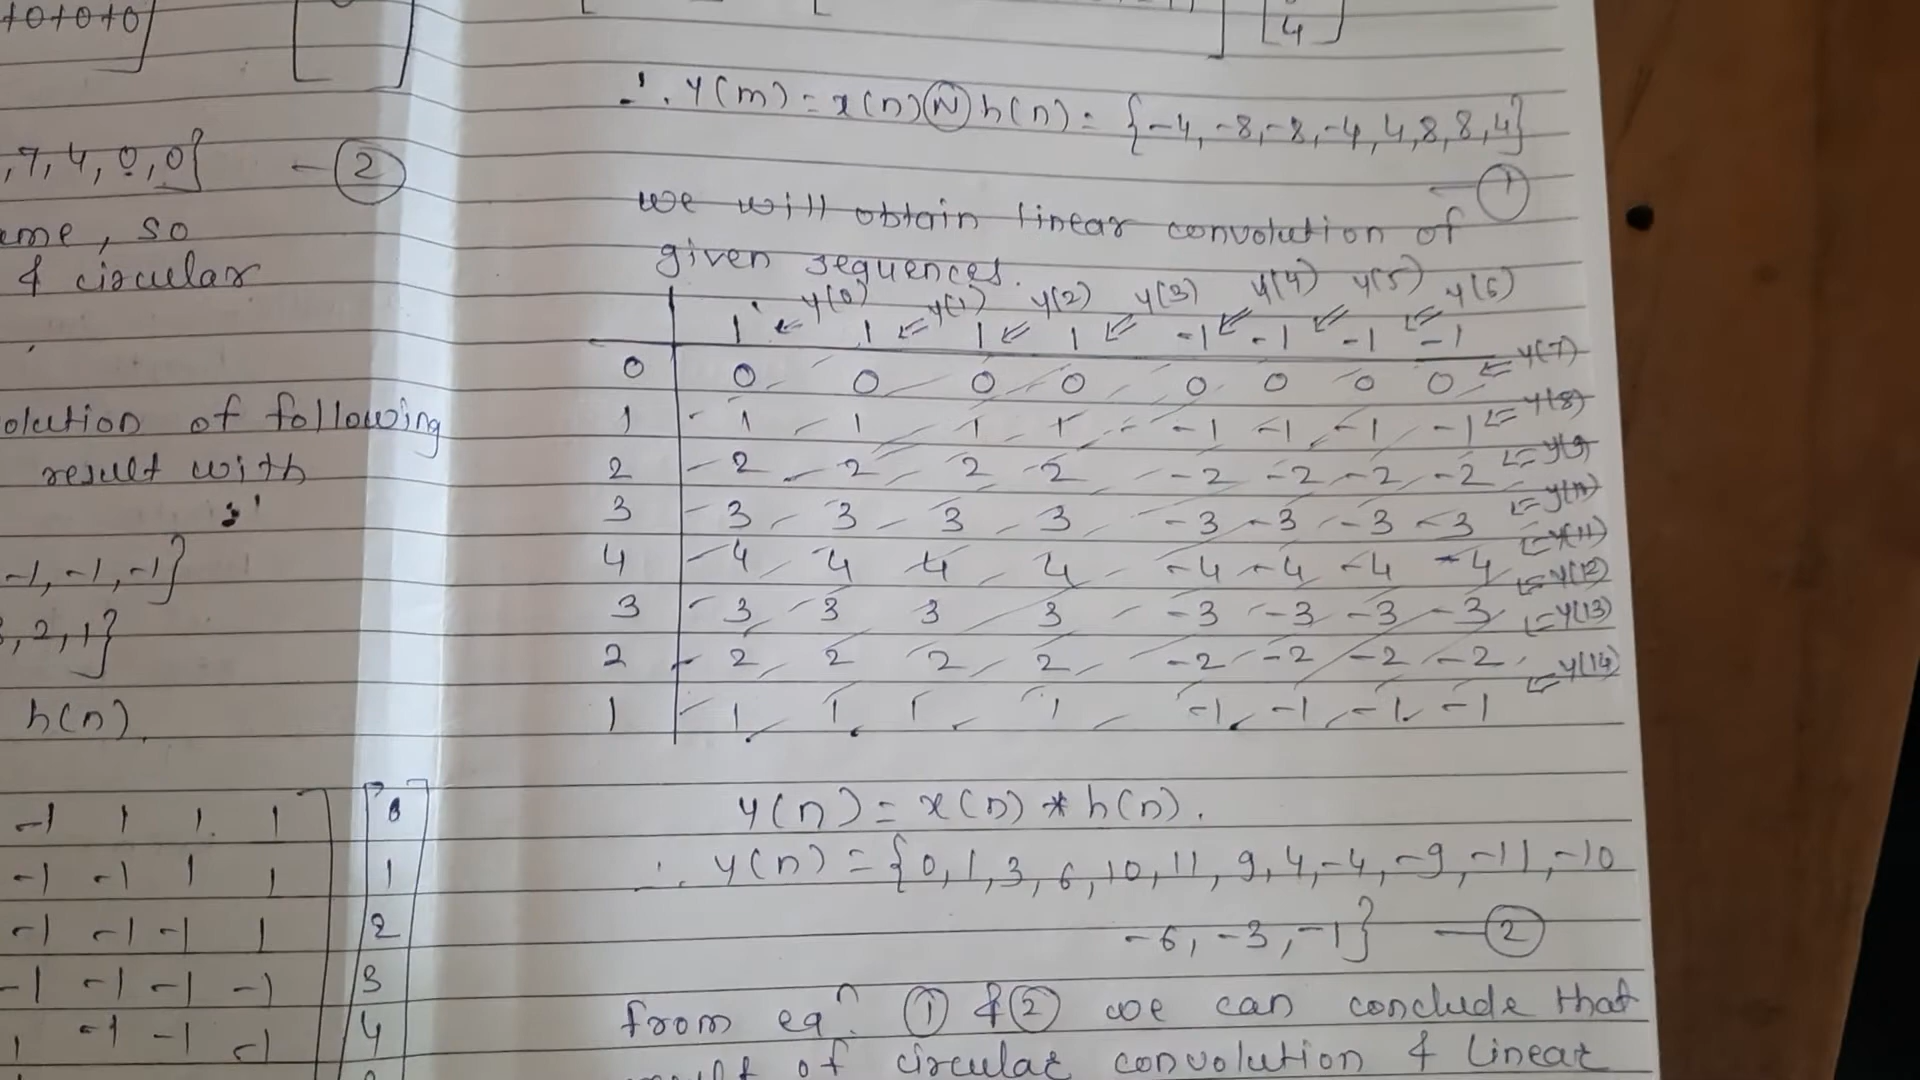 +0+0+0]
4
∴ y(m) = x(n) Ⓝ h(n) = {-4, -8, -8, -4, 4, 8, 8, 4}
— ①
, 7, 4, 0, 0} — ②
we will obtain linear convolution of
given sequences.
so
& circular
y(0) y(1) y(2) y(3) y(4) y(5) y(6)
1 1 1 1 -1 -1 -1 -1
0 0 0 0 0 0 0 0 0 y(7)
1 1 1 1 1 -1 -1 -1 -1 y(8)
2 2 2 2 2 -2 -2 -2 -2 y(9)
3 3 3 3 3 -3 -3 -3 -3
4 4 4 4 4 -4 -4 -4 -4 y(11)
y(12)
3 3 3 3 3 -3 -3 -3 -3 y(13)
2 2 2 2 2 -2 -2 -2 -2 y(14)
1 1 1 1 1 -1 -1 -1 -1
of following
result with
-1, -1, -1}
, 2, 1}
h(n).
y(n) = x(n) * h(n).
∴ y(n) = {0, 1, 3, 6, 10, 11, 9, 4, -4, -9, -11, -10
-6, -3, -1} — ②
-1 1 1 1 0
-1 -1 1 1 1
-1 -1 -1 1 2
-1 -1 -1 -1 3
1 -1 -1 -1 4
from eqⁿ. ① & ② we can conclude that
of circular convolution & linear